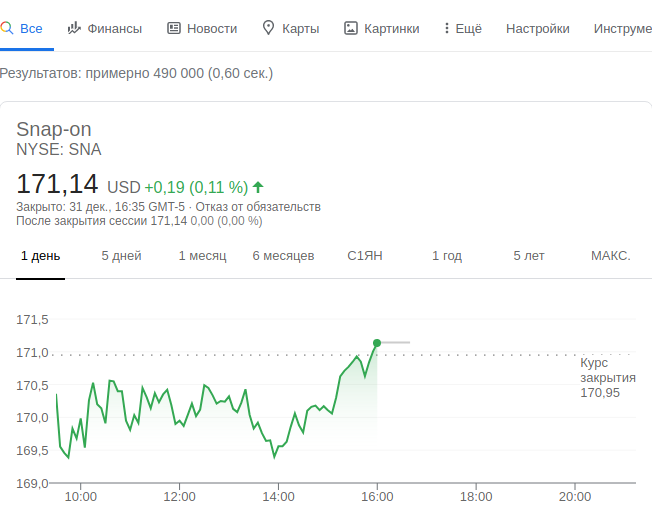 Все Финансы Новости Карты Картинки Ещё Настройки Инструме
Результатов: примерно 490 000 (0,60 сек.)
Snap-on
NYSE: SNA
171,14 USD +0,19 (0,11 %)
Закрыто: 31 дек., 16:35 GMT-5 · Отказ от обязательств
После закрытия сессии 171,14 0,00 (0,00 %)
1 день 5 дней 1 месяц 6 месяцев С1ЯН 1 год 5 лет МАКС.
171,5
171,0
170,5
170,0
169,5
169,0
Курс
закрытия
170,95
10:00 12:00 14:00 16:00 18:00 20:00